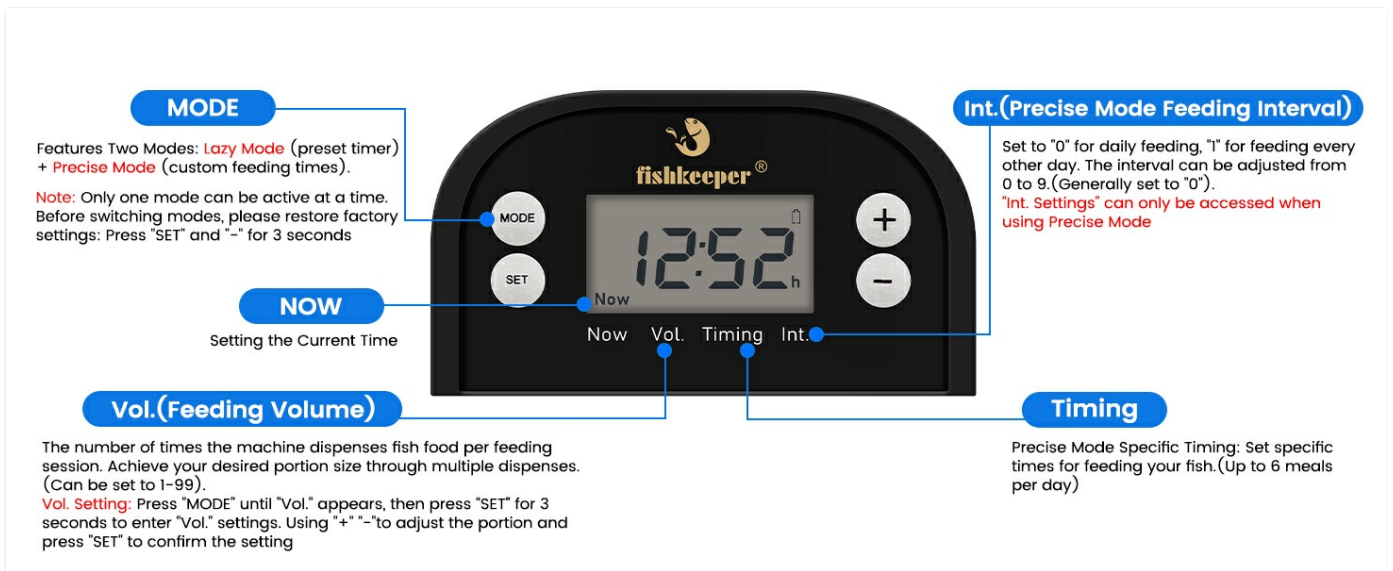 MODE
Features Two Modes: Lazy Mode (preset timer)
+ Precise Mode (custom feeding times).
Note: Only one mode can be active at a time.
Before switching modes, please restore factory
settings: Press "SET" and "-" for 3 seconds
NOW
Setting the Current Time
Vol.(Feeding Volume)
The number of times the machine dispenses fish food per feeding
session. Achieve your desired portion size through multiple dispenses.
(Can be set to 1-99).
Vol. Setting: Press "MODE" until "Vol." appears, then press "SET" for 3
seconds to enter "Vol." settings. Using "+" "-"to adjust the portion and
press "SET" to confirm the setting
fishkeeper®
MODE
SET
12:52h
Now
+
−
Now Vol. Timing Int.
Int.(Precise Mode Feeding Interval)
Set to "0" for daily feeding, "1" for feeding every
other day. The interval can be adjusted from
0 to 9.(Generally set to "0").
"Int. Settings" can only be accessed when
using Precise Mode
Timing
Precise Mode Specific Timing: Set specific
times for feeding your fish.(Up to 6 meals
per day)